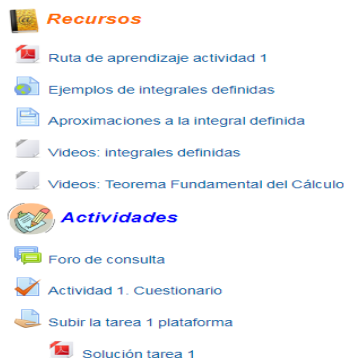 Recursos
Ruta de aprendizaje actividad 1
Ejemplos de integrales definidas
Aproximaciones a la integral definida
Videos: integrales definidas
Videos: Teorema Fundamental del Cálculo
Actividades
Foro de consulta
Actividad 1. Cuestionario
Subir la tarea 1 plataforma
Solución tarea 1